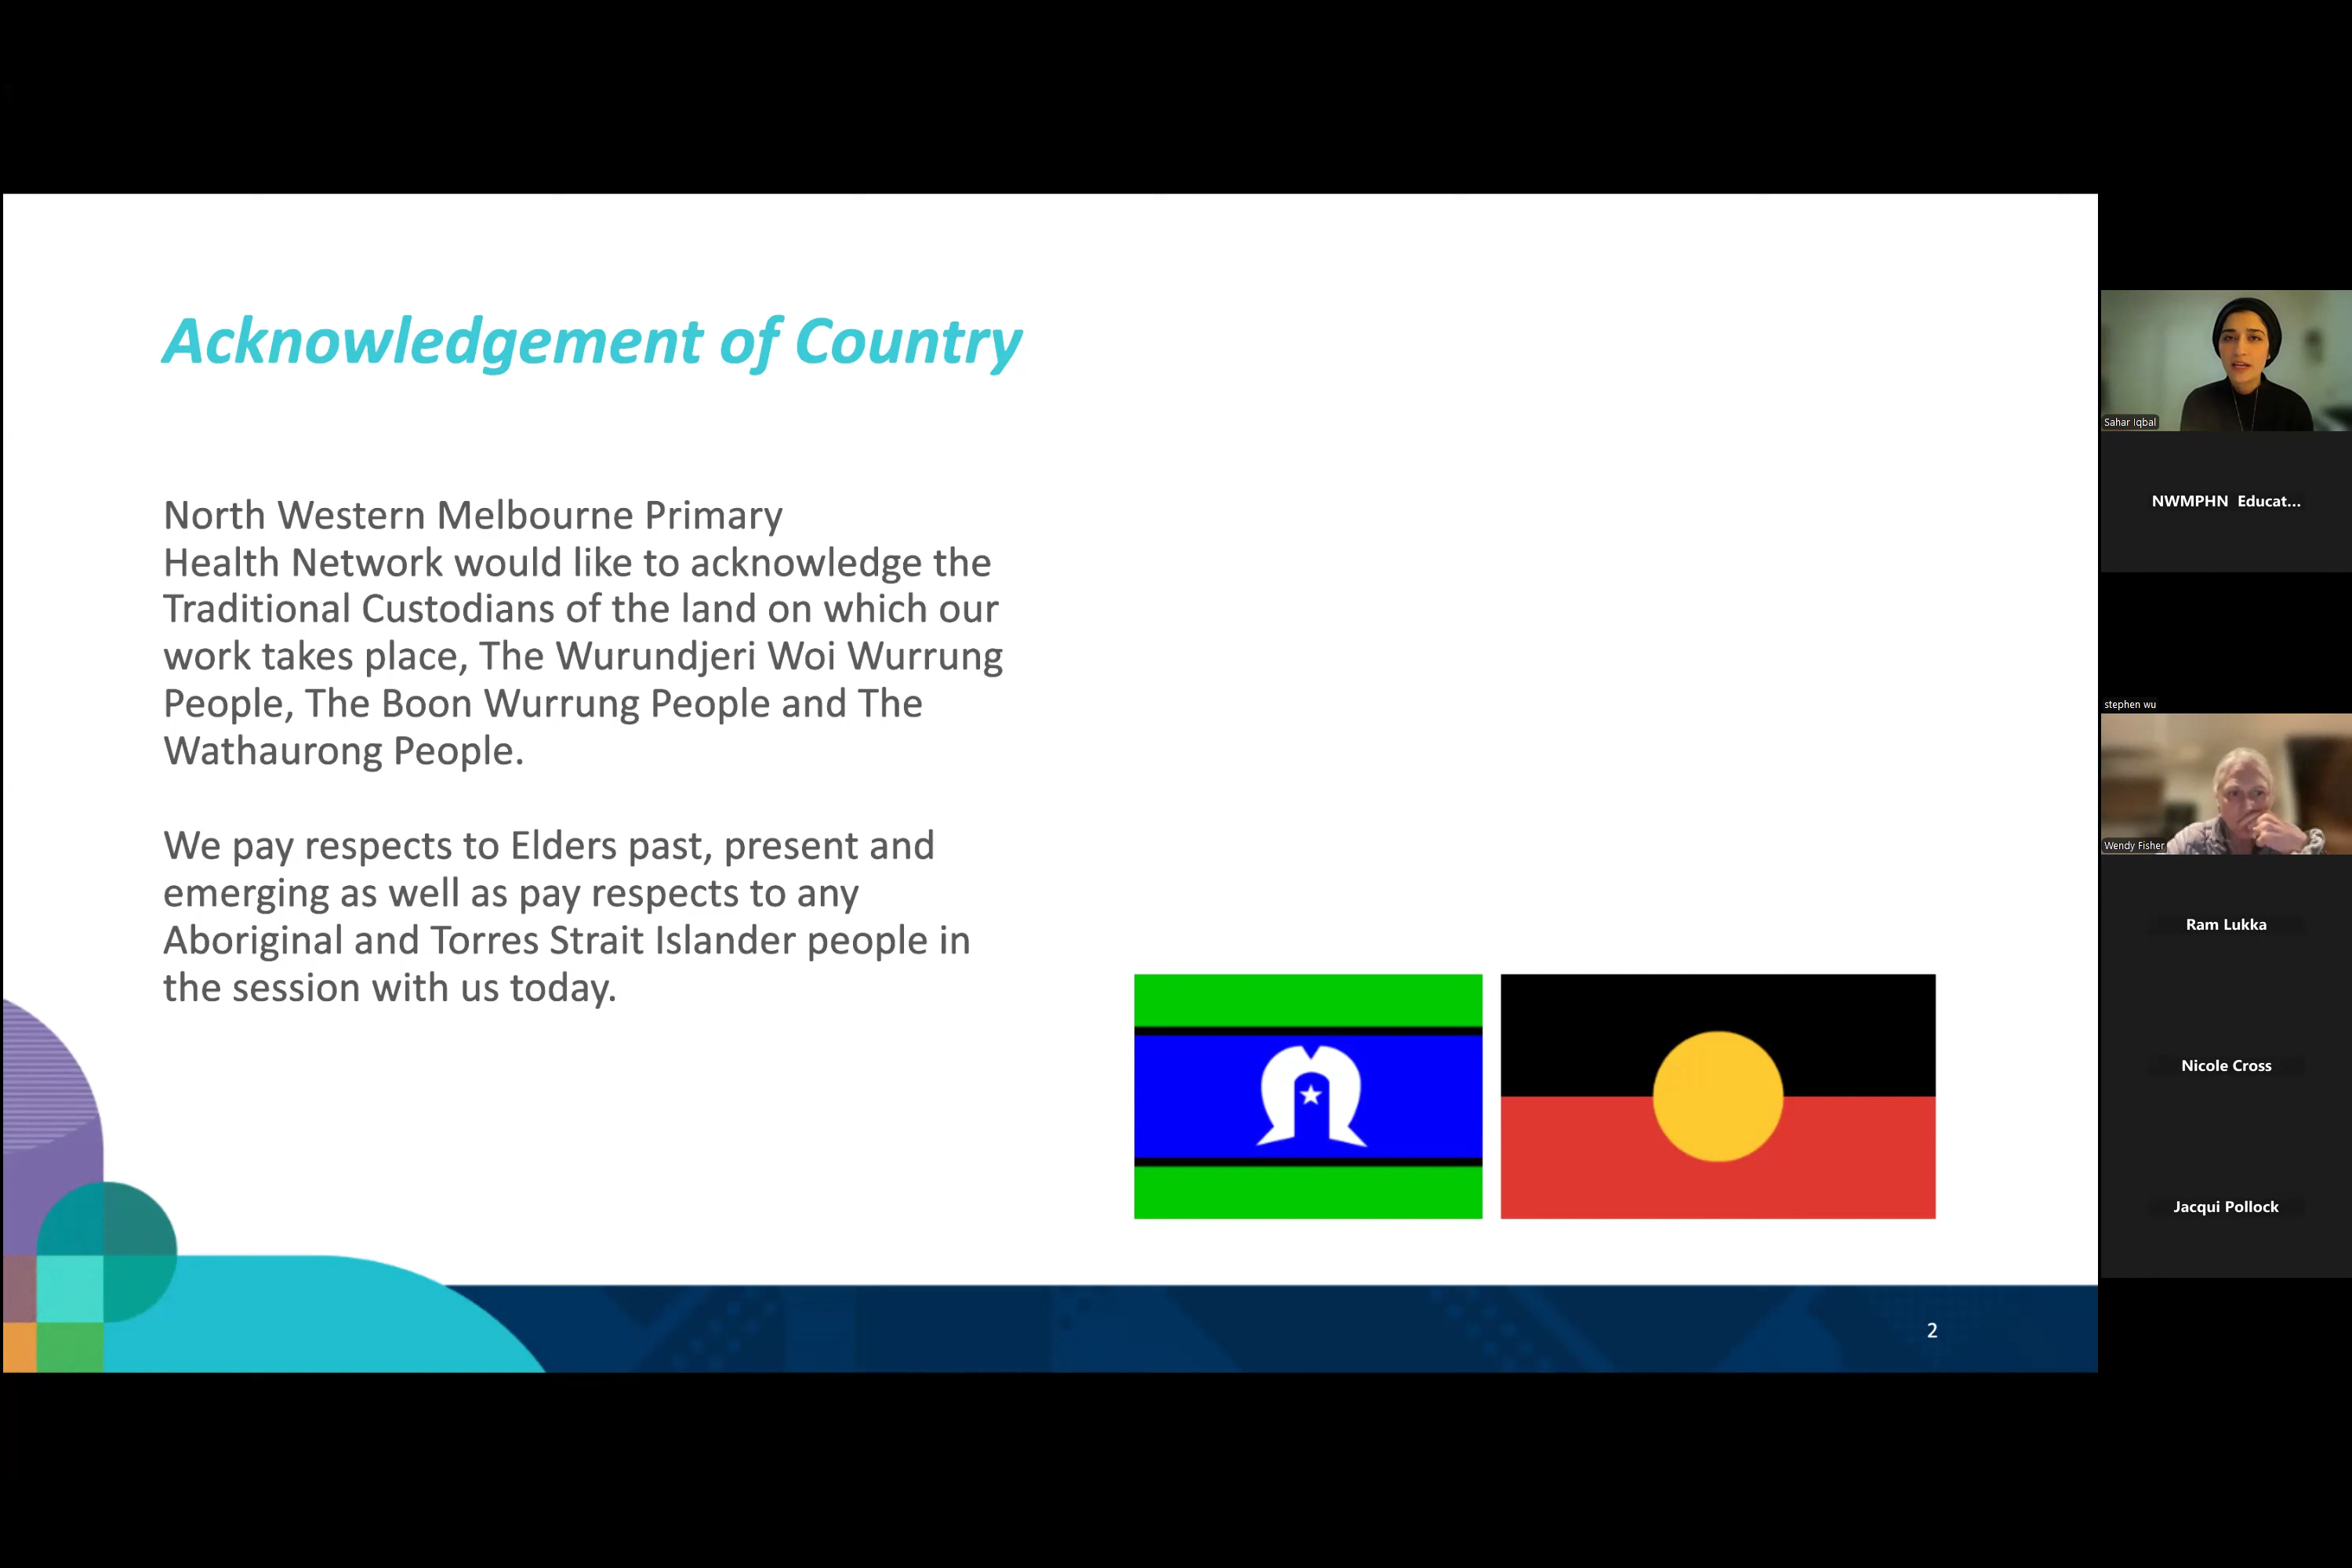 Acknowledgement of Country
North Western Melbourne Primary
Health Network would like to acknowledge the
Traditional Custodians of the land on which our
work takes place, The Wurundjeri Woi Wurrung
People, The Boon Wurrung People and The
Wathaurong People.
We pay respects to Elders past, present and
emerging as well as pay respects to any
Aboriginal and Torres Strait Islander people in
the session with us today.
2
Sahar Iqbal
NWMPHN Educat...
stephen wu
Wendy Fisher
Ram Lukka
Nicole Cross
Jacqui Pollock